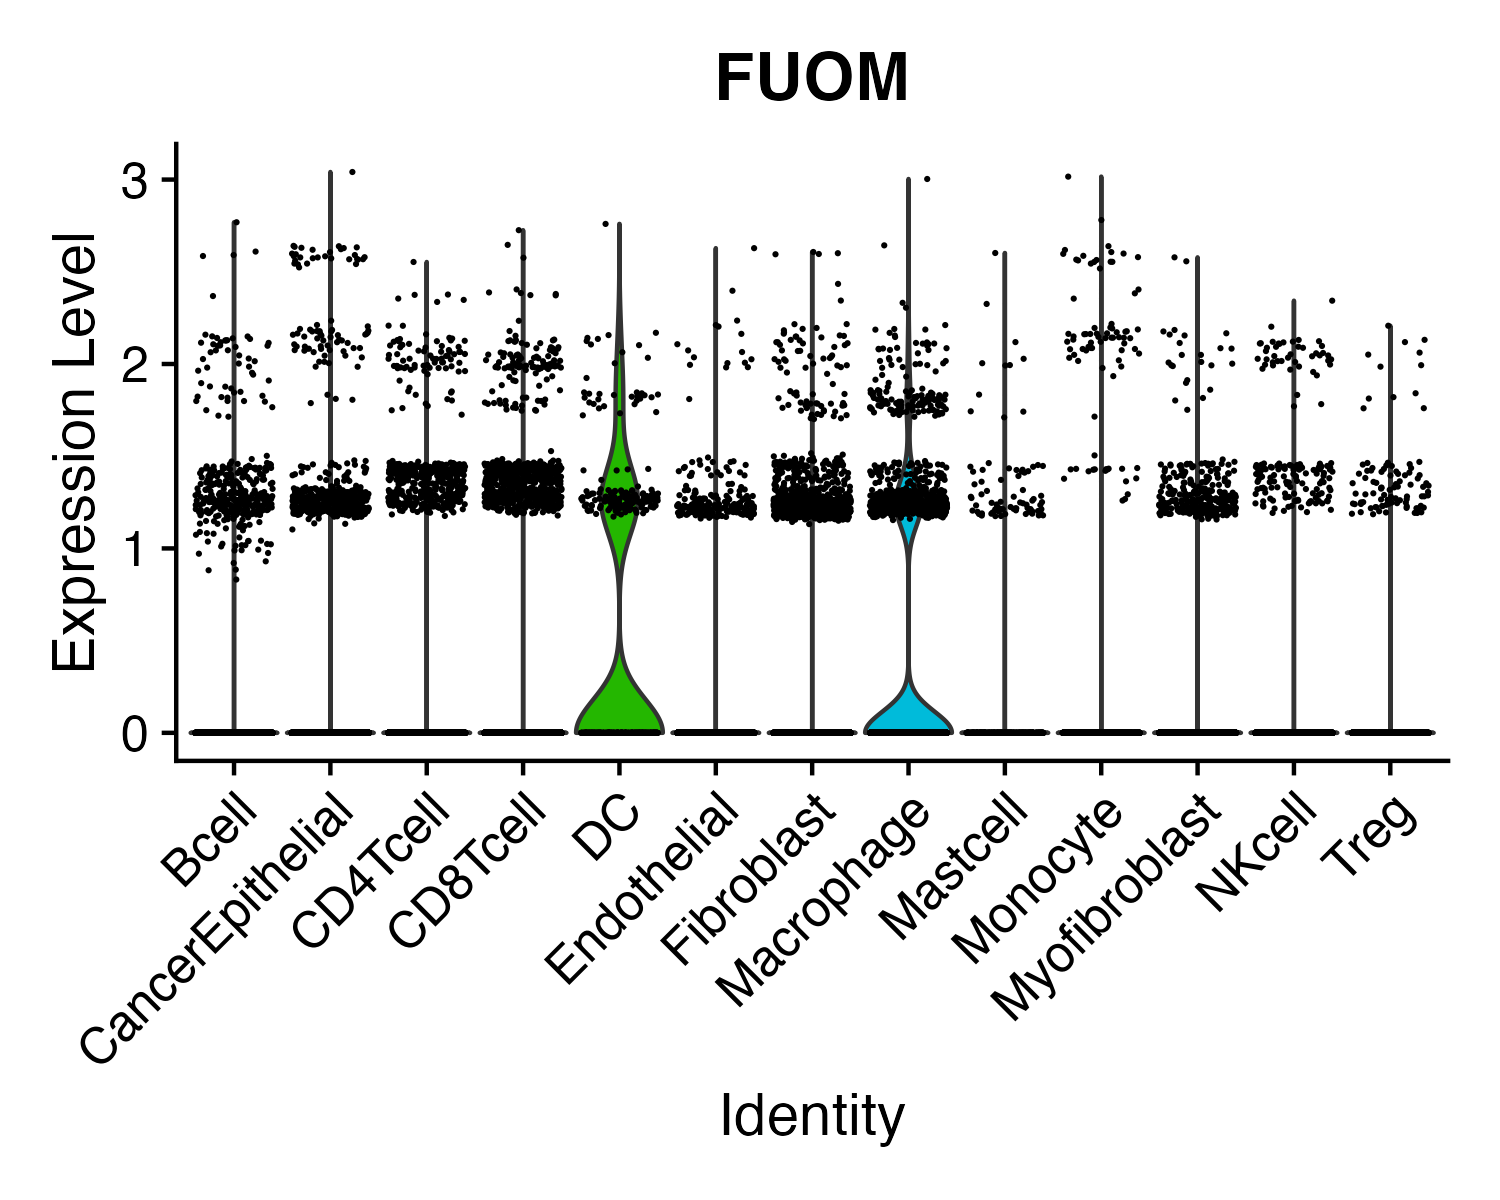 FUOM
Expression Level
3
2
1
0
Bcell
CancerEpithelial
CD4Tcell
CD8Tcell
DC
Endothelial
Fibroblast
Macrophage
Mastcell
Monocyte
Myofibroblast
NKcell
Treg
Identity